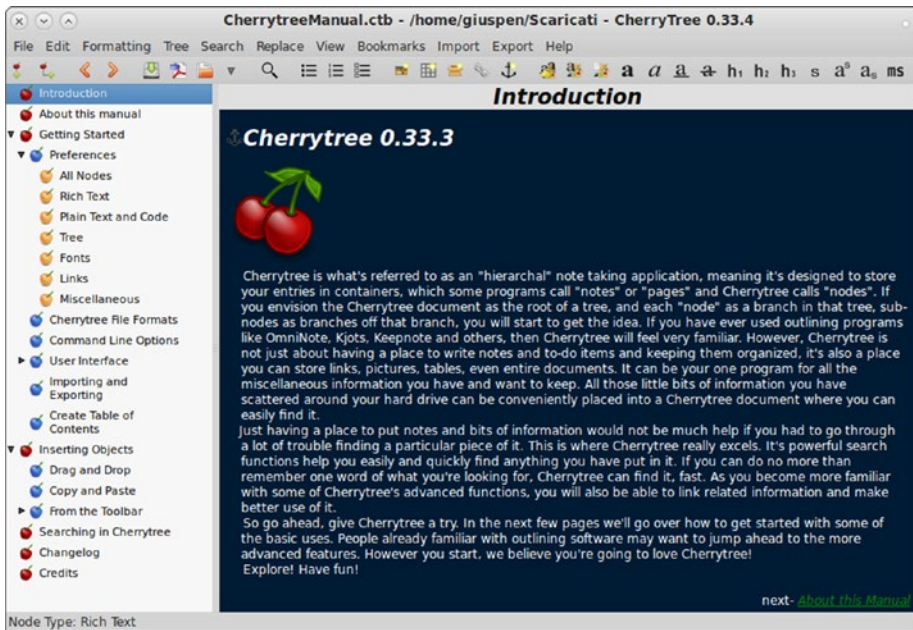 CherrytreeManual.ctb - /home/giuspen/Scaricati - CherryTree 0.33.4
File Edit Formatting Tree Search Replace View Bookmarks Import Export Help
a a a a h1 h2 h3 s aˢ aₛ ms
Introduction
About this manual
Getting Started
Preferences
All Nodes
Rich Text
Plain Text and Code
Tree
Fonts
Links
Miscellaneous
Cherrytree File Formats
Command Line Options
User Interface
Importing and
Exporting
Create Table of
Contents
Inserting Objects
Drag and Drop
Copy and Paste
From the Toolbar
Searching in Cherrytree
Changelog
Credits
Introduction
Cherrytree 0.33.3
Cherrytree is what's referred to as an "hierarchal" note taking application, meaning it's designed to store
your entries in containers, which some programs call "notes" or "pages" and Cherrytree calls "nodes". If
you envision the Cherrytree document as the root of a tree, and each "node" as a branch in that tree, sub-
nodes as branches off that branch, you will start to get the idea. If you have ever used outlining programs
like OmniNote, Kjots, Keepnote and others, then Cherrytree will feel very familiar. However, Cherrytree is
not just about having a place to write notes and to-do items and keeping them organized, it's also a place
you can store links, pictures, tables, even entire documents. It can be your one program for all the
miscellaneous information you have and want to keep. All those little bits of information you have
scattered around your hard drive can be conveniently placed into a Cherrytree document where you can
easily find it.
Just having a place to put notes and bits of information would not be much help if you had to go through
a lot of trouble finding a particular piece of it. This is where Cherrytree really excels. It's powerful search
functions help you easily and quickly find anything you have put in it. If you can do no more than
remember one word of what you're looking for, Cherrytree can find it, fast. As you become more familiar
with some of Cherrytree's advanced functions, you will also be able to link related information and make
better use of it.
So go ahead, give Cherrytree a try. In the next few pages we'll go over how to get started with some of
the basic uses. People already familiar with outlining software may want to jump ahead to the more
advanced features. However you start, we believe you're going to love Cherrytree!
Explore! Have fun!
next- About this Manual
Node Type: Rich Text